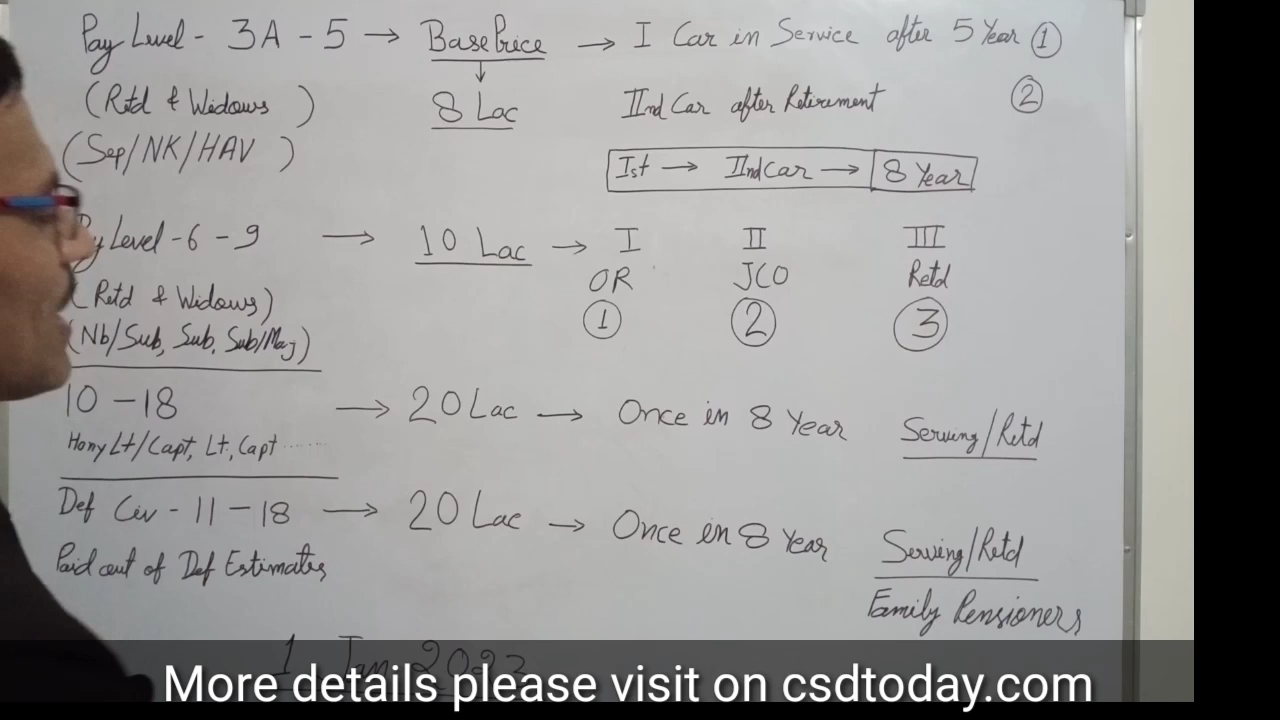 Pay Level - 3A - 5 → Base Price → I Car in Service after 5 Year ①
(Retd & Widows) ↓ 8 Lac IInd Car after Retirement ②
(Sep/NK/HAV)
Ist → IInd Car → 8 Year
Level - 6 - 9 → 10 Lac → I II III
OR JCO Retd
(Retd & Widows)
① ② ③
(Nb/Sub, Sub, Sub/Maj)
10 - 18 → 20 Lac → Once in 8 Year Serving/Retd
Hony Lt/Capt, Lt., Capt ......
Def Civ - 11 - 18 → 20 Lac → Once in 8 Year Serving/Retd
Paid out of Def Estimates
Family Pensioners
1 Jan
More details please visit on csdtoday.com